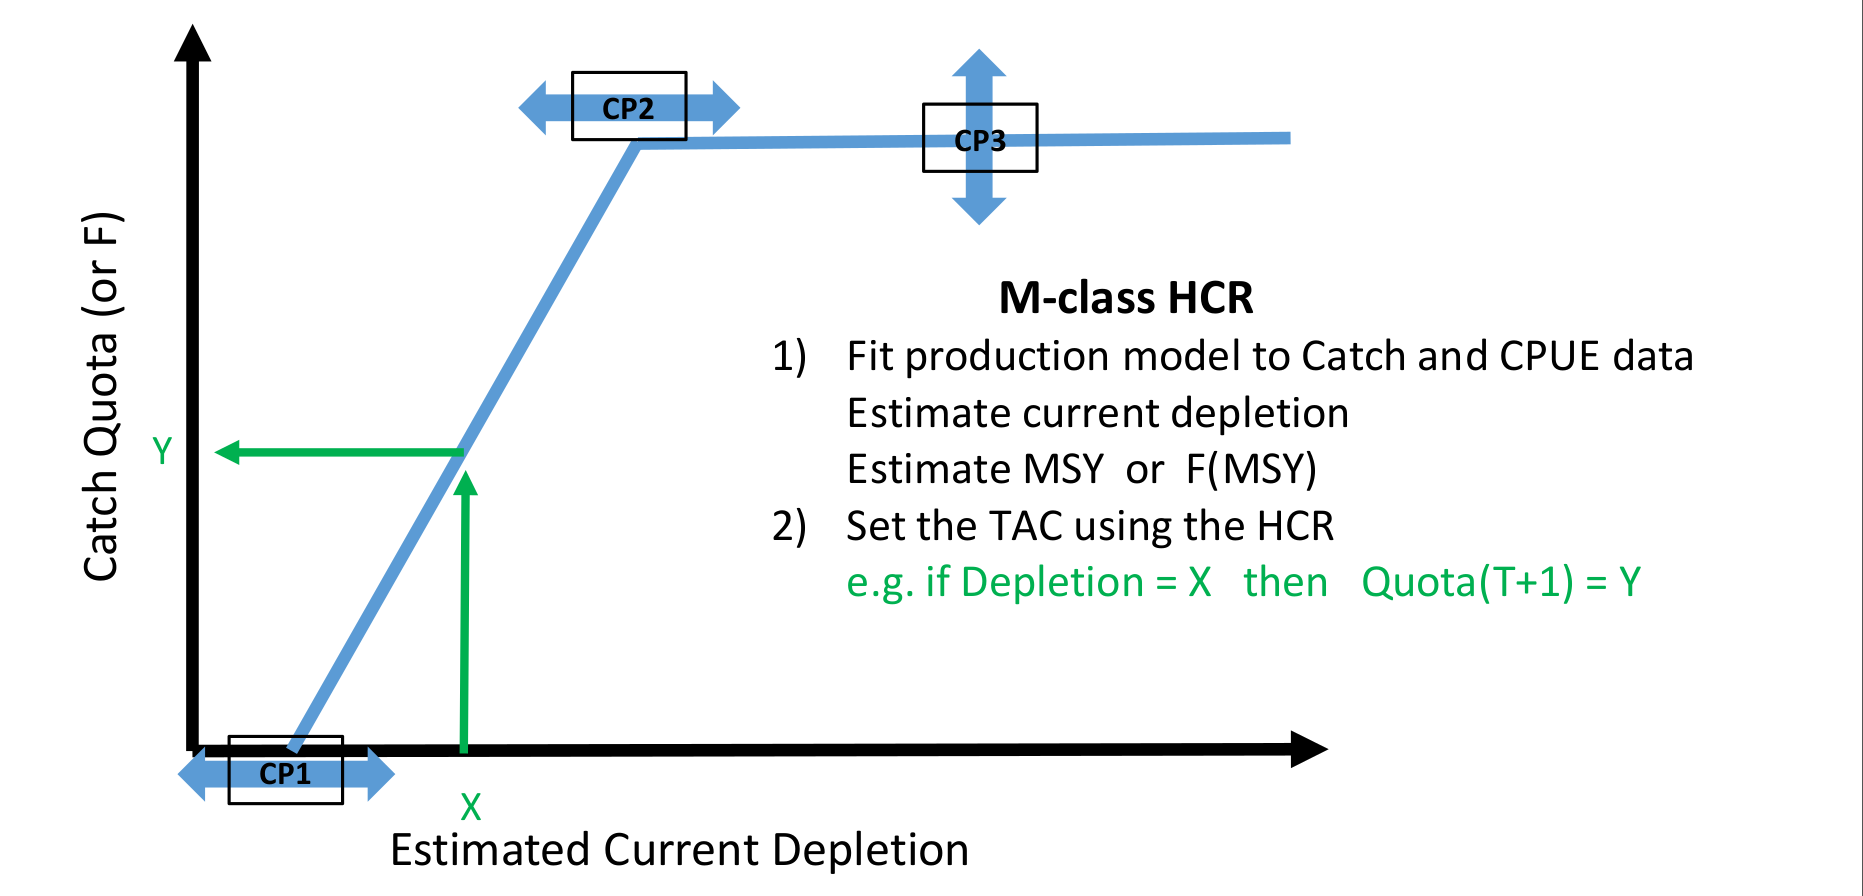 CP2
CP3
Catch Quota (or F)
M-class HCR
1) Fit production model to Catch and CPUE data
Estimate current depletion
Estimate MSY or F(MSY)
2) Set the TAC using the HCR
e.g. if Depletion = X then Quota(T+1) = Y
Y
CP1
X
Estimated Current Depletion